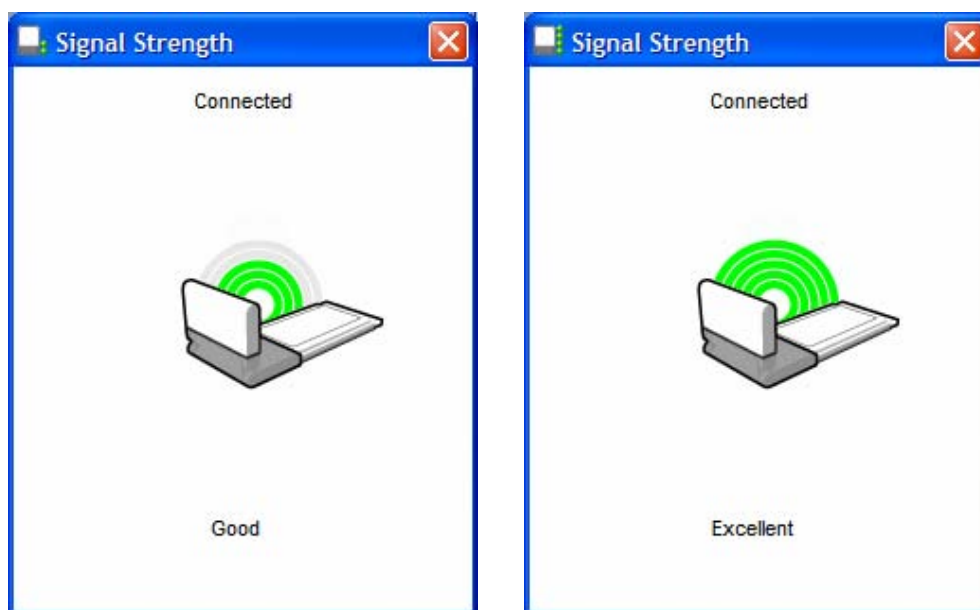 Signal Strength
Connected
Good
Signal Strength
Connected
Excellent